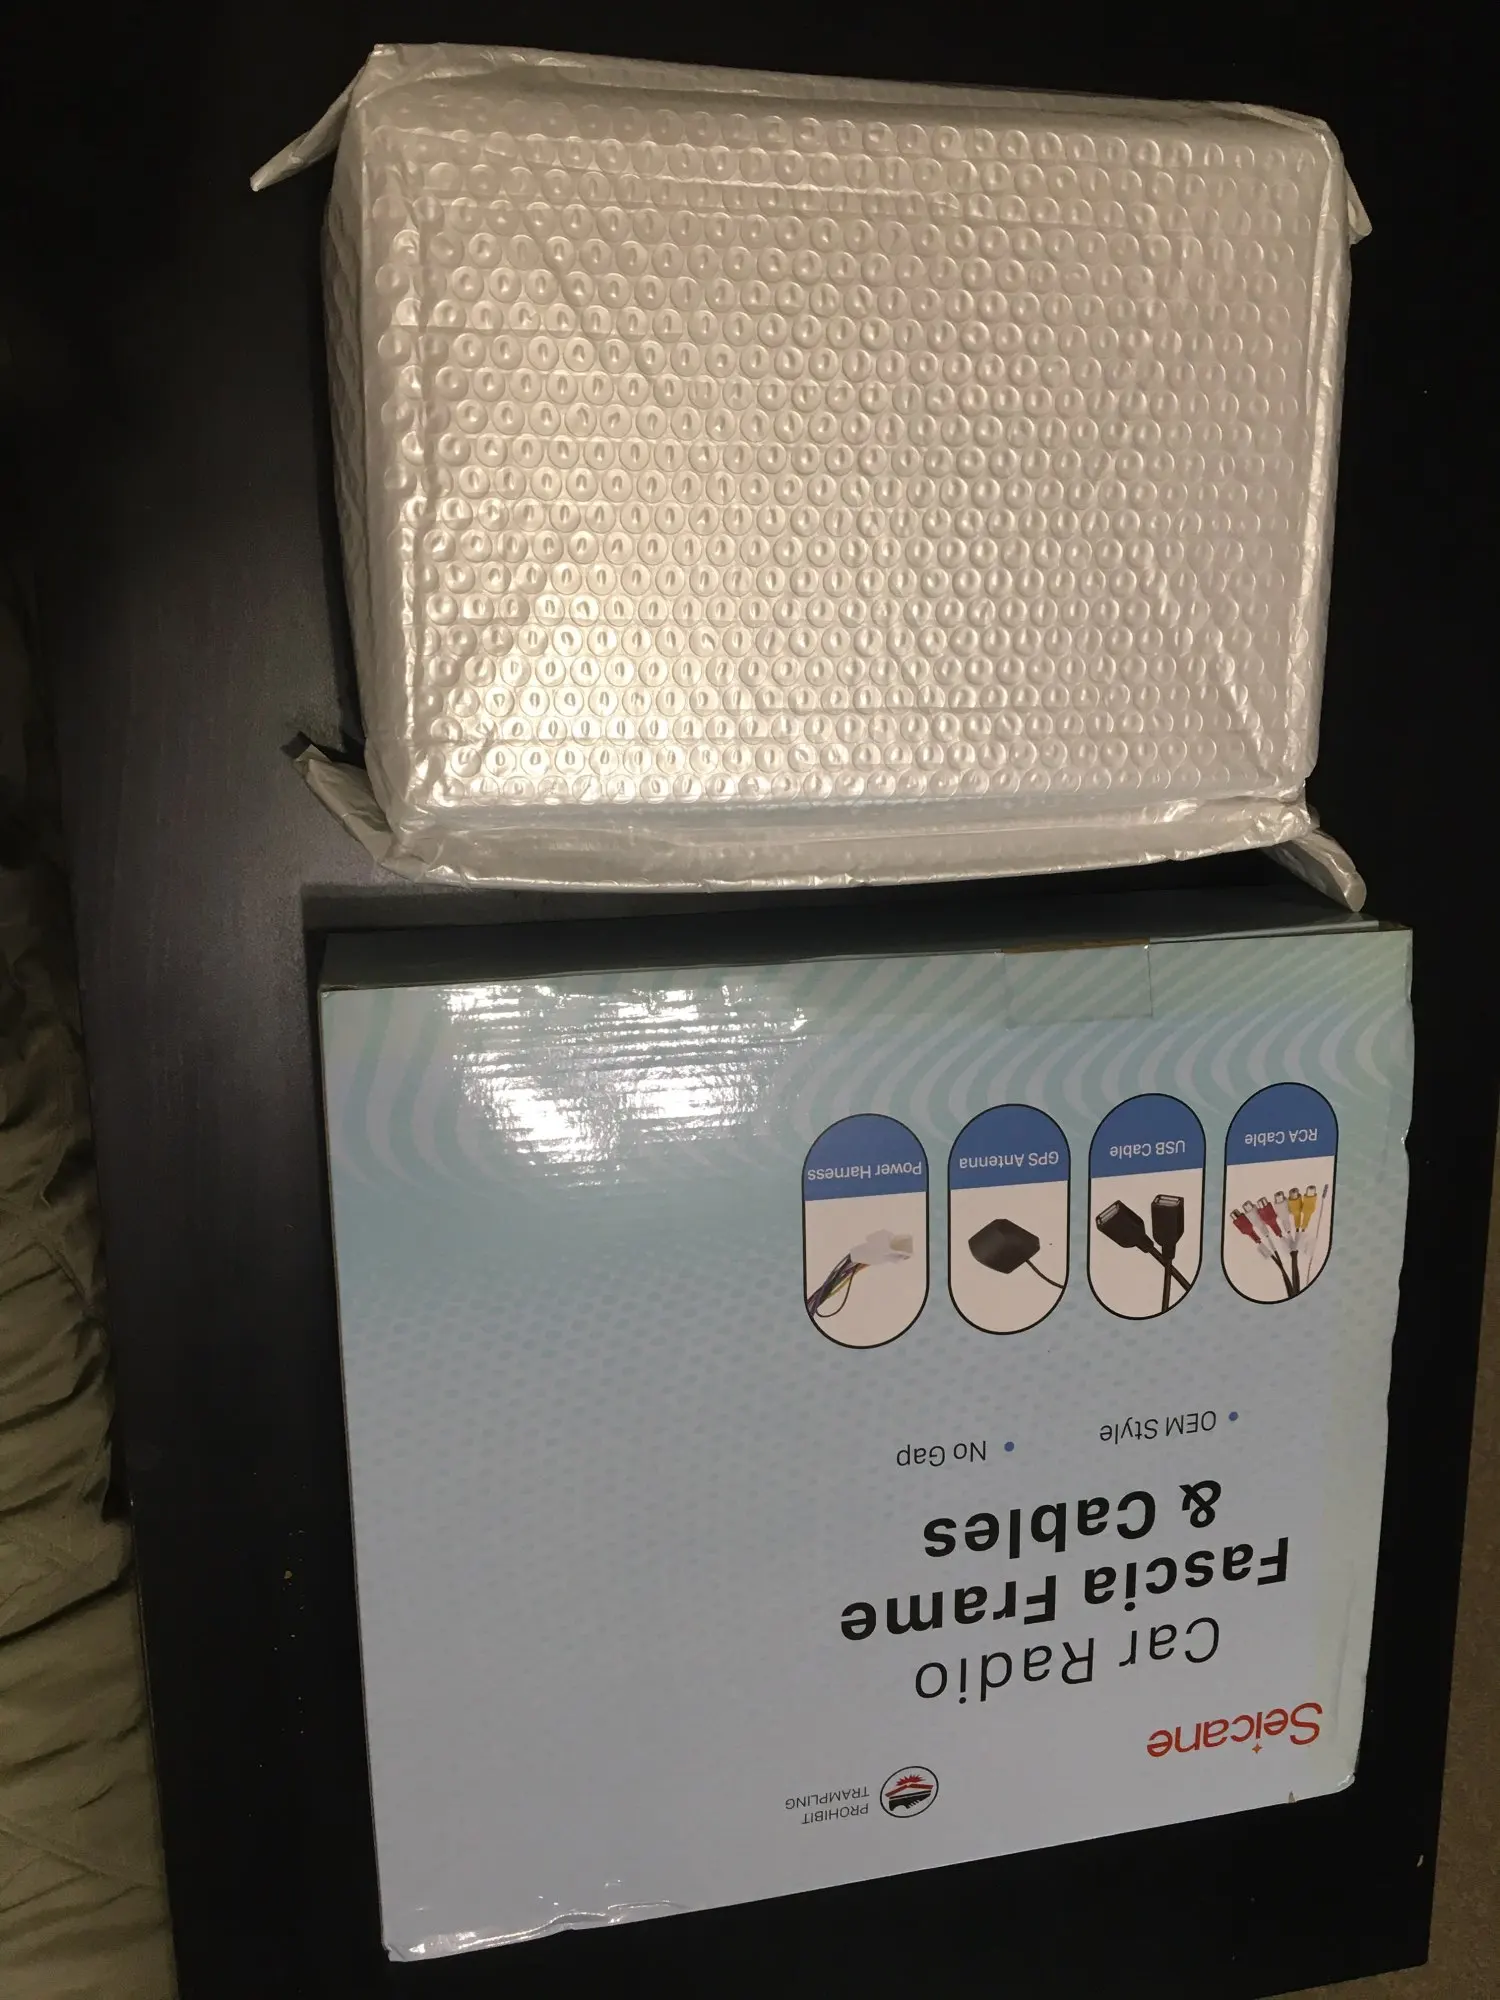 PROHIBIT
TRAMPLING
Seicane
Car Radio
Fascia Frame
& Cables
• OEM Style
• No Gap
RCA Cable
USB Cable
GPS Antenna
Power Harness